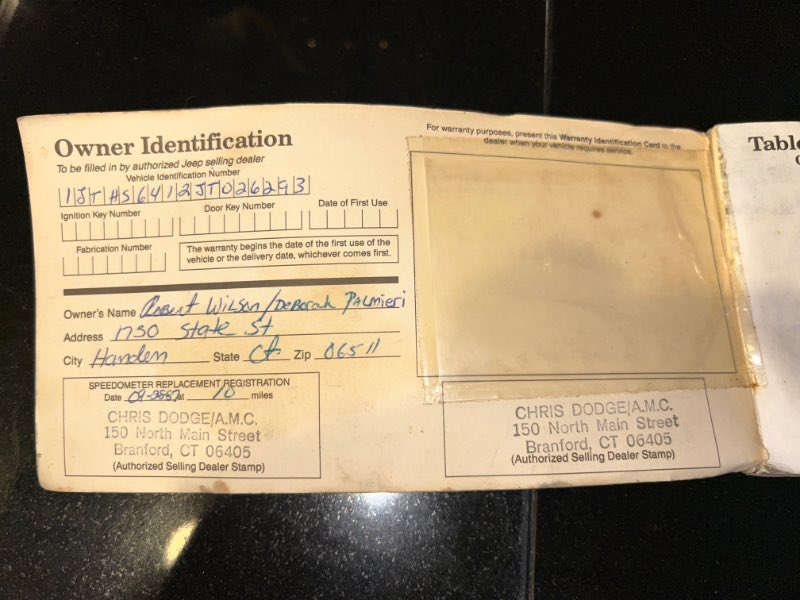 Owner Identification
To be filled in by authorized Jeep selling dealer
Vehicle Identification Number
1JTHS6412JT026293
Ignition Key Number
Door Key Number
Date of First Use
Fabrication Number
The warranty begins the date of the first use of the
vehicle or the delivery date, whichever comes first.
Owner's Name Robert Wilson/Deborah Palmieri
Address 1730 State St
City Hamden State Ct Zip 06511
SPEEDOMETER REPLACEMENT REGISTRATION
Date at 10 miles
CHRIS DODGE/A.M.C.
150 North Main Street
Branford, CT 06405
(Authorized Selling Dealer Stamp)
For warranty purposes, present this Warranty Identification Card to the
dealer when your vehicle requires service.
CHRIS DODGE/A.M.C.
150 North Main Street
Branford, CT 06405
(Authorized Selling Dealer Stamp)
Table